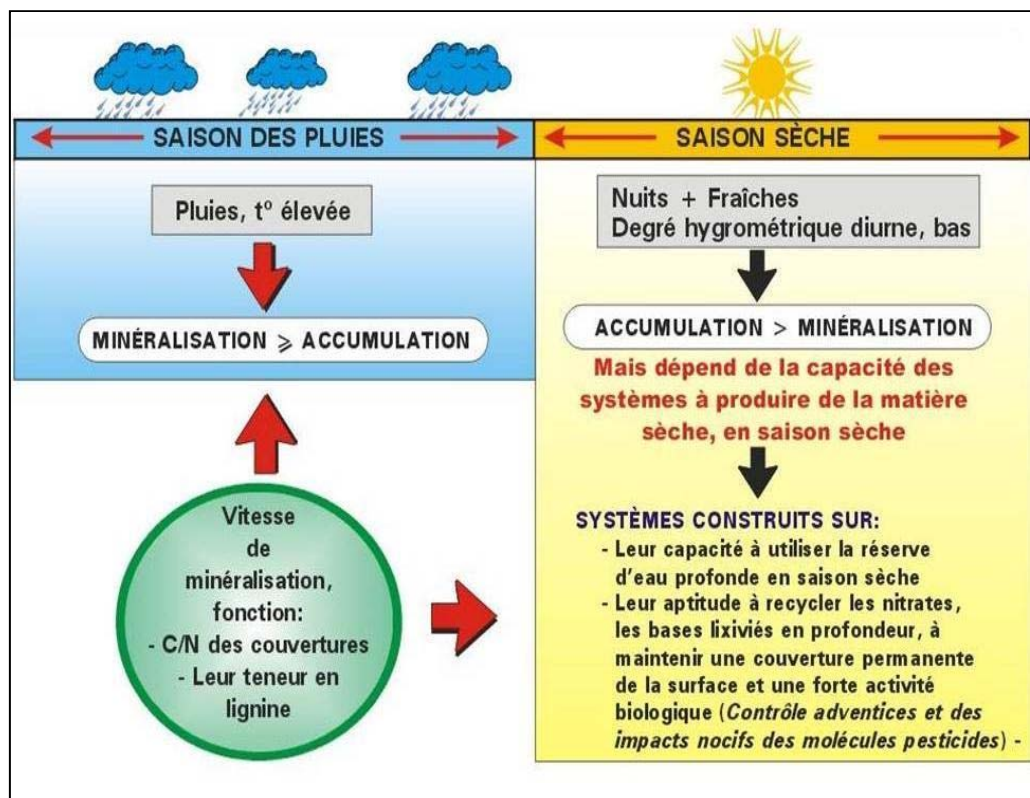 SAISON DES PLUIES
Pluies, tº élevée
MINÉRALISATION ⩾ ACCUMULATION
Vitesse
de
minéralisation,
fonction:
- C/N des couvertures
- Leur teneur en
lignine
SAISON SÈCHE
Nuits + Fraîches
Degré hygrométrique diurne, bas
ACCUMULATION > MINÉRALISATION
Mais dépend de la capacité des
systèmes à produire de la matière
sèche, en saison sèche
SYSTÈMES CONSTRUITS SUR:
- Leur capacité à utiliser la réserve
d'eau profonde en saison sèche
- Leur aptitude à recycler les nitrates,
les bases lixiviés en profondeur, à
maintenir une couverture permanente
de la surface et une forte activité
biologique (Contrôle adventices et des
impacts nocifs des molécules pesticides) -